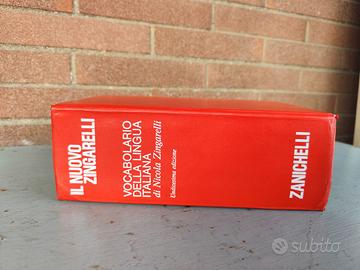 IL NUOVO
ZINGARELLI
VOCABOLARIO
DELLA LINGUA
ITALIANA
di Nicola Zingarelli
Undicesima edizione
ZANICHELLI
subito